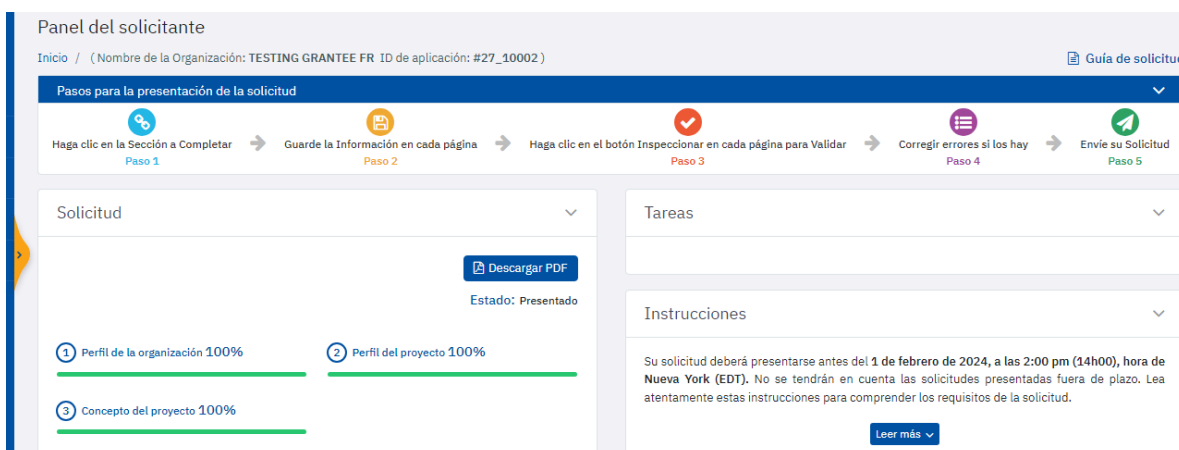 Panel del solicitante
Inicio / (Nombre de la Organización: TESTING GRANTEE FR ID de aplicación: #27_10002)
Guía de solicitud
Pasos para la presentación de la solicitud
Haga clic en la Sección a Completar
Paso 1
Guarde la Información en cada página
Paso 2
Haga clic en el botón Inspeccionar en cada página para Validar
Paso 3
Corregir errores si los hay
Paso 4
Envíe su Solicitud
Paso 5
Solicitud
Descargar PDF
Estado: Presentado
1 Perfil de la organización 100%
2 Perfil del proyecto 100%
3 Concepto del proyecto 100%
Tareas
Instrucciones
Su solicitud deberá presentarse antes del 1 de febrero de 2024, a las 2:00 pm (14h00), hora de
Nueva York (EDT). No se tendrán en cuenta las solicitudes presentadas fuera de plazo. Lea
atentamente estas instrucciones para comprender los requisitos de la solicitud.
Leer más